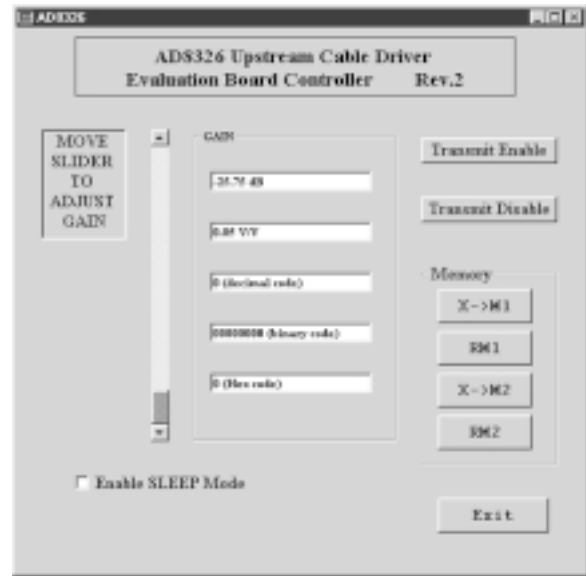 AD8326
AD8326 Upstream Cable Driver
Evaluation Board Controller Rev.2
MOVE
SLIDER
TO
ADJUST
GAIN
GAIN
-25.75 dB
0.05 V/V
0 (decimal code)
00000000 (binary code)
0 (Hex code)
Transmit Enable
Transmit Disable
Memory
X->M1
RM1
X->M2
RM2
Enable SLEEP Mode
Exit